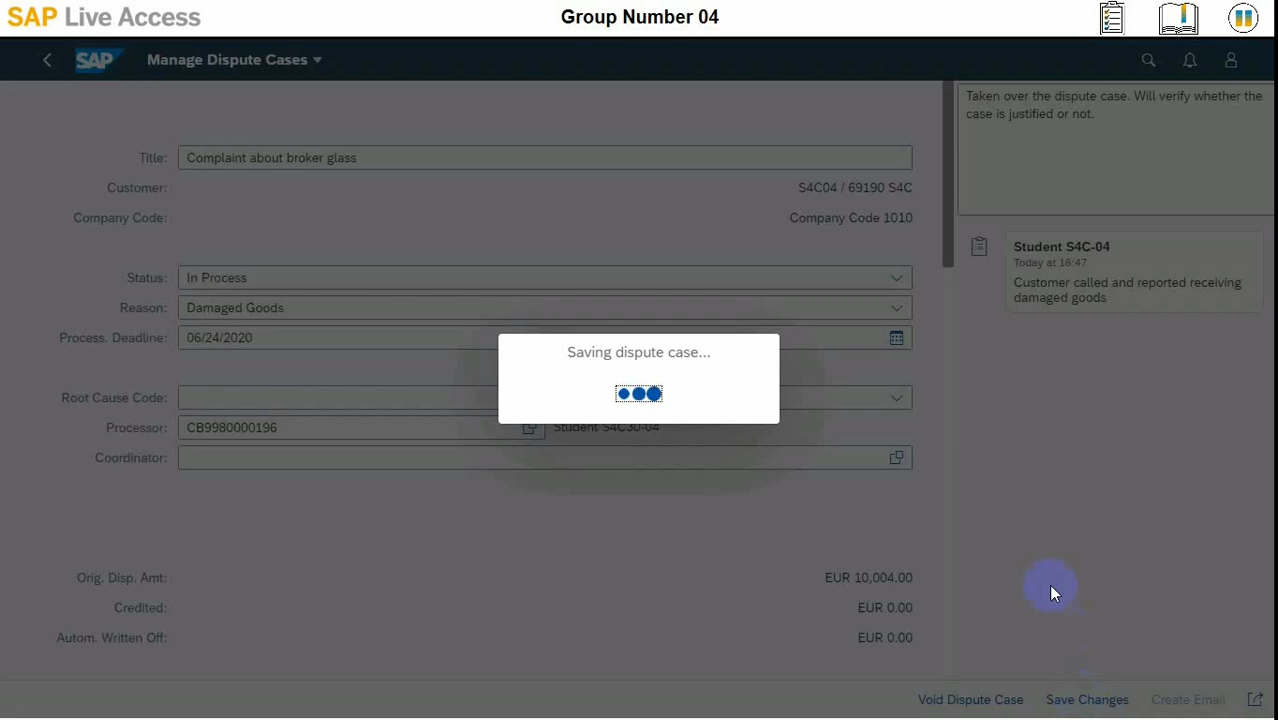 SAP Live Access
Group Number 04
SAP
Manage Dispute Cases
Title:
Complaint about broker glass
Customer:
S4C04 / 69190 S4C
Company Code:
Company Code 1010
Status:
In Process
Reason:
Damaged Goods
Process. Deadline:
06/24/2020
Root Cause Code:
Processor:
CB9980000196
Student S4C30-04
Coordinator:
Orig. Disp. Amt:
EUR 10,004.00
Credited:
EUR 0.00
Autom. Written Off:
EUR 0.00
Saving dispute case...
Taken over the dispute case. Will verify whether the
case is justified or not.
Student S4C-04
Today at 16:47
Customer called and reported receiving
damaged goods
Void Dispute Case
Save Changes
Create Email